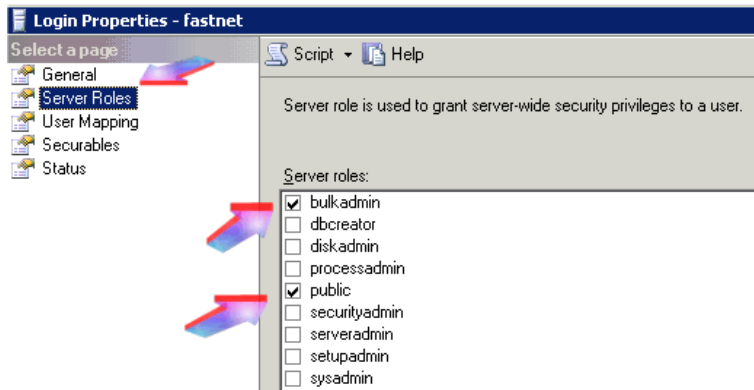 Login Properties - fastnet
Select a page
General
Server Roles
User Mapping
Securables
Status
Script Help
Server role is used to grant server-wide security privileges to a user.
Server roles:
bulkadmin
dbcreator
diskadmin
processadmin
public
securityadmin
serveradmin
setupadmin
sysadmin